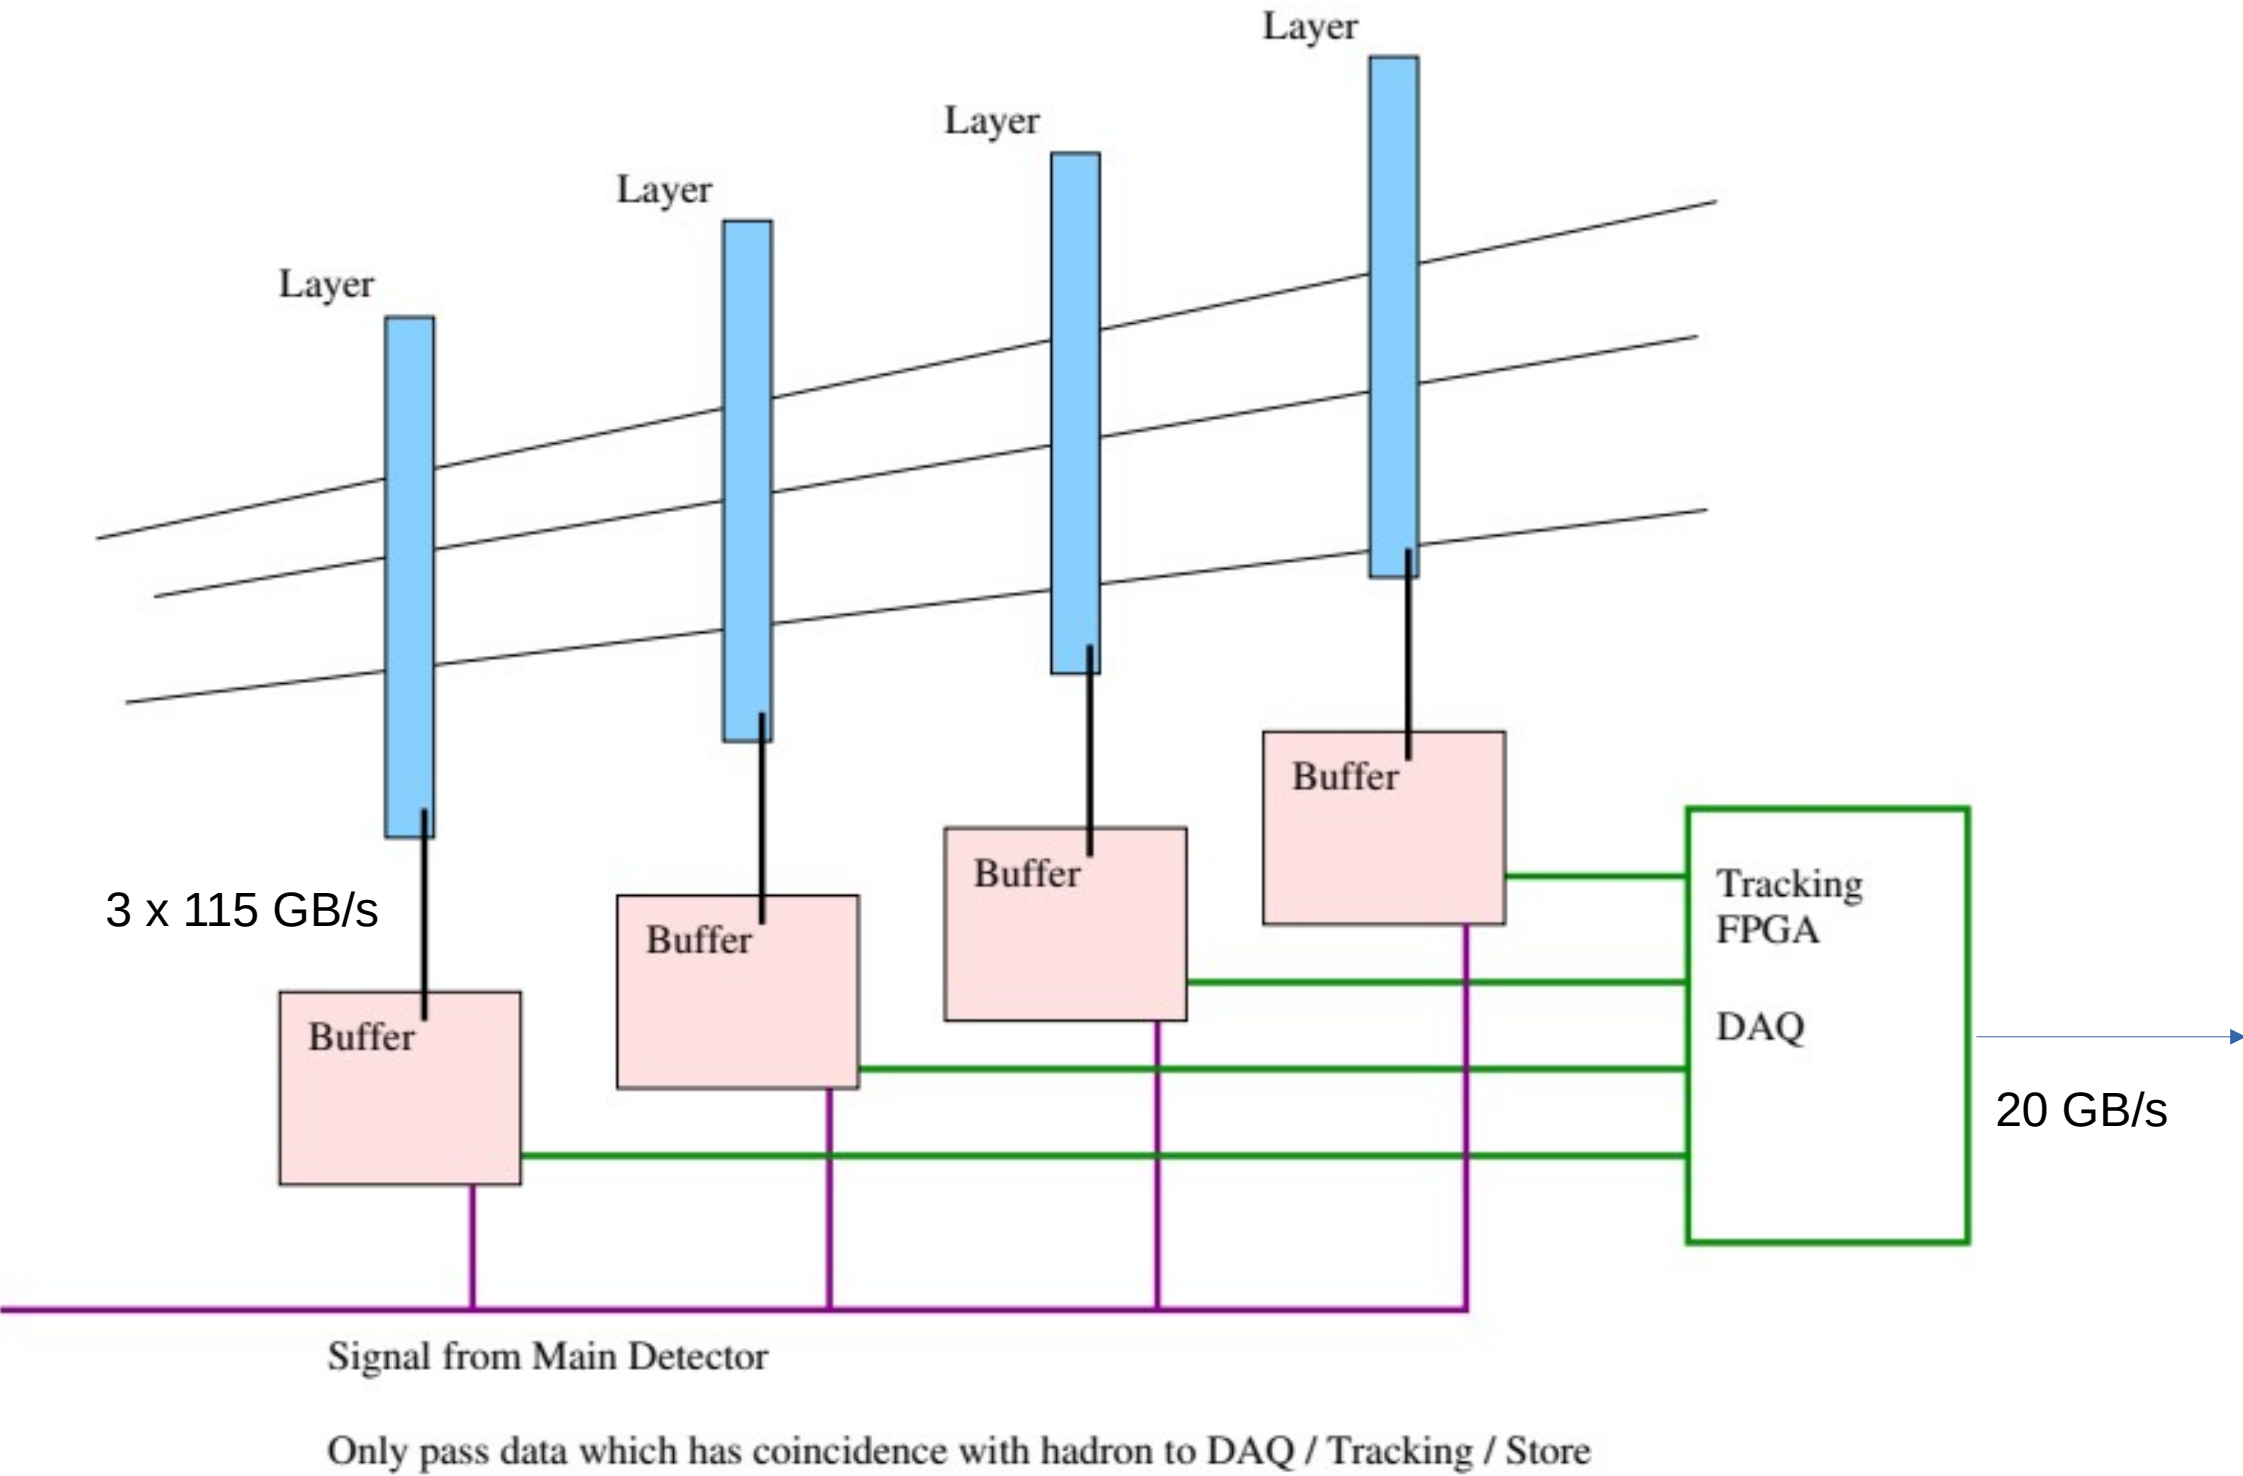 Layer
Layer
Layer
Layer
Buffer
Buffer
Buffer
Buffer
3 x 115 GB/s
Tracking
FPGA
DAQ
20 GB/s
Signal from Main Detector
Only pass data which has coincidence with hadron to DAQ / Tracking / Store